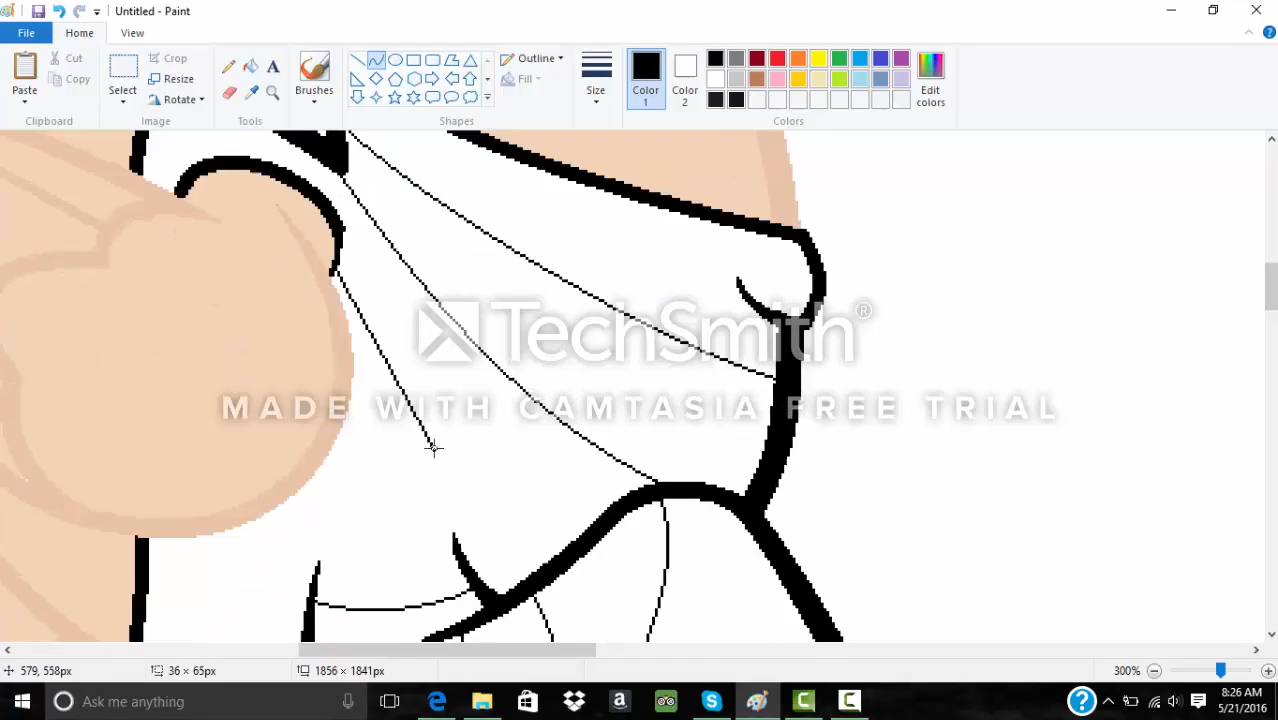 Untitled - Paint
File
Home
View
Paste
Cut
Copy
Clipboard
Select
Crop
Resize
Rotate
Image
A
Tools
Brushes
Outline
Fill
Shapes
Size
Color 1
Color 2
Edit colors
Colors
TechSmith®
MADE WITH CAMTASIA FREE TRIAL
579, 558px
36 × 65px
1856 × 1841px
300%
Ask me anything
8:26 AM
5/21/2016